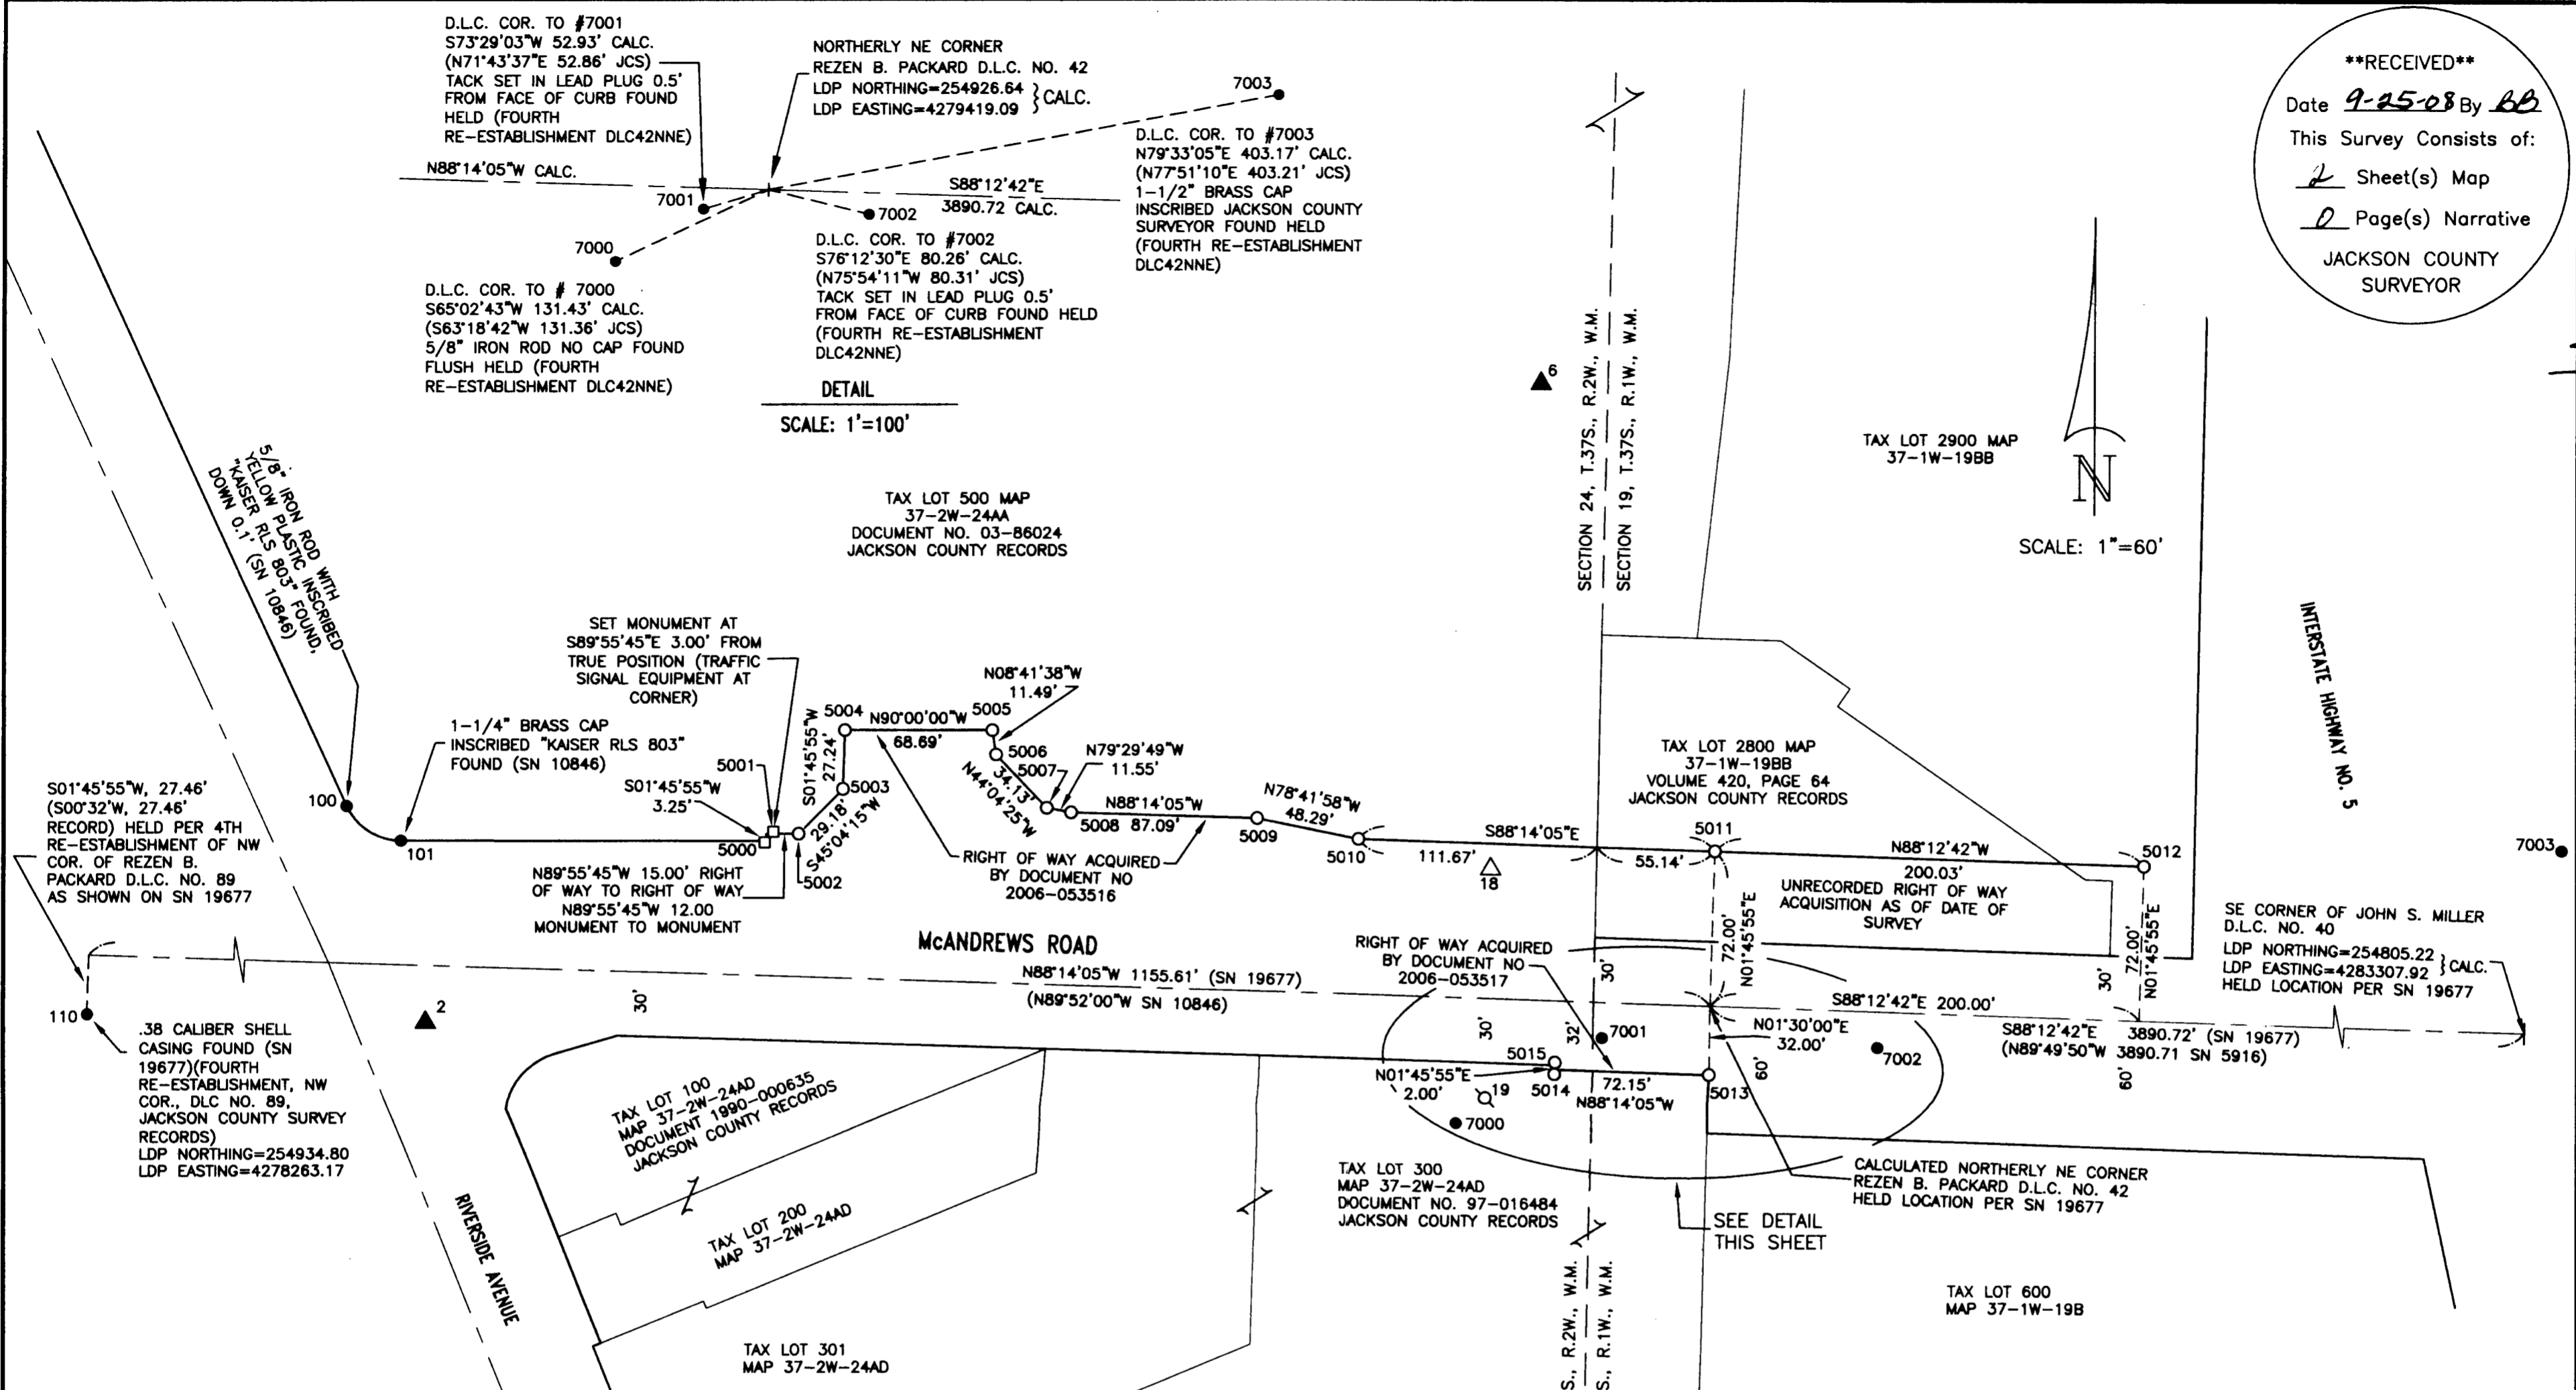 D.L.C. COR. TO #7001
S73°29'03"W 52.93' CALC.
(N71°43'37"E 52.86' JCS)
TACK SET IN LEAD PLUG 0.5'
FROM FACE OF CURB FOUND
HELD (FOURTH
RE-ESTABLISHMENT DLC42NNE)
NORTHERLY NE CORNER
REZEN B. PACKARD D.L.C. NO. 42
LDP NORTHING=254926.64
LDP EASTING=4279419.09
} CALC.
7003
D.L.C. COR. TO #7003
N79°33'05"E 403.17' CALC.
(N77°51'10"E 403.21' JCS)
1-1/2" BRASS CAP
INSCRIBED JACKSON COUNTY
SURVEYOR FOUND HELD
(FOURTH RE-ESTABLISHMENT
DLC42NNE)
N88°14'05"W CALC.
S88°12'42"E
3890.72 CALC.
7001
7002
7000
D.L.C. COR. TO #7002
S76°12'30"E 80.26' CALC.
(N75°54'11"W 80.31' JCS)
TACK SET IN LEAD PLUG 0.5'
FROM FACE OF CURB FOUND HELD
(FOURTH RE-ESTABLISHMENT
DLC42NNE)
D.L.C. COR. TO # 7000
S65°02'43"W 131.43' CALC.
(S63°18'42"W 131.36' JCS)
5/8" IRON ROD NO CAP FOUND
FLUSH HELD (FOURTH
RE-ESTABLISHMENT DLC42NNE)
DETAIL
SCALE: 1'=100'
**RECEIVED**
Date 9-25-08 By BB
This Survey Consists of:
2 Sheet(s) Map
0 Page(s) Narrative
JACKSON COUNTY
SURVEYOR
6
SECTION 24, T.37S., R.2W., W.M.
SECTION 19, T.37S., R.1W., W.M.
TAX LOT 2900 MAP
37-1W-19BB
N
SCALE: 1"=60'
INTERSTATE HIGHWAY NO. 5
TAX LOT 500 MAP
37-2W-24AA
DOCUMENT NO. 03-86024
JACKSON COUNTY RECORDS
5/8" IRON ROD WITH
YELLOW PLASTIC INSCRIBED
"KAISER RLS 803" FOUND,
DOWN 0.1' (SN 10846)
SET MONUMENT AT
S89°55'45"E 3.00' FROM
TRUE POSITION (TRAFFIC
SIGNAL EQUIPMENT AT
CORNER)
1-1/4" BRASS CAP
INSCRIBED "KAISER RLS 803"
FOUND (SN 10846)
100
101
S01°45'55"W
3.25'
5000
5001
5002
5003
5004
5005
5006
5007
5008
5009
5010
5011
5012
S01°45'55"W
27.24'
29.18'
S45°04'15"W
N90°00'00"W
68.69'
N08°41'38"W
11.49'
34.13'
N44°04'25"W
N79°29'49"W
11.55'
N88°14'05"W
87.09'
N78°41'58"W
48.29'
S88°14'05"E
111.67'
55.14'
18
N88°12'42"W
200.03'
7003
TAX LOT 2800 MAP
37-1W-19BB
VOLUME 420, PAGE 64
JACKSON COUNTY RECORDS
UNRECORDED RIGHT OF WAY
ACQUISITION AS OF DATE OF
SURVEY
S01°45'55"W, 27.46'
(S00°32'W, 27.46'
RECORD) HELD PER 4TH
RE-ESTABLISHMENT OF NW
COR. OF REZEN B.
PACKARD D.L.C. NO. 89
AS SHOWN ON SN 19677
N89°55'45"W 15.00' RIGHT
OF WAY TO RIGHT OF WAY
N89°55'45"W 12.00
MONUMENT TO MONUMENT
RIGHT OF WAY ACQUIRED
BY DOCUMENT NO
2006-053516
McANDREWS ROAD
RIGHT OF WAY ACQUIRED
BY DOCUMENT NO
2006-053517
N88°14'05"W 1155.61' (SN 19677)
(N89°52'00"W SN 10846)
30'
72.00'
N01°45'55"E
72.00'
N01°45'55"E
30'
30'
SE CORNER OF JOHN S. MILLER
D.L.C. NO. 40
LDP NORTHING=254805.22
LDP EASTING=4283307.92
} CALC.
HELD LOCATION PER SN 19677
S88°12'42"E 200.00'
S88°12'42"E 3890.72' (SN 19677)
(N89°49'50"W 3890.71 SN 5916)
60'
60'
110
.38 CALIBER SHELL
CASING FOUND (SN
19677)(FOURTH
RE-ESTABLISHMENT, NW
COR., DLC NO. 89,
JACKSON COUNTY SURVEY
RECORDS)
LDP NORTHING=254934.80
LDP EASTING=4278263.17
2
30'
32'
7001
N01°30'00"E
32.00'
7002
5015
5014
5013
N01°45'55"E
2.00'
72.15'
N88°14'05"W
19
7000
RIVERSIDE AVENUE
TAX LOT 100
MAP 37-2W-24AD
DOCUMENT 1990-000635
JACKSON COUNTY RECORDS
TAX LOT 200
MAP 37-2W-24AD
TAX LOT 301
MAP 37-2W-24AD
TAX LOT 300
MAP 37-2W-24AD
DOCUMENT NO. 97-016484
JACKSON COUNTY RECORDS
CALCULATED NORTHERLY NE CORNER
REZEN B. PACKARD D.L.C. NO. 42
HELD LOCATION PER SN 19677
SEE DETAIL
THIS SHEET
S., R.2W., W.M.
S., R.1W., W.M.
TAX LOT 600
MAP 37-1W-19B